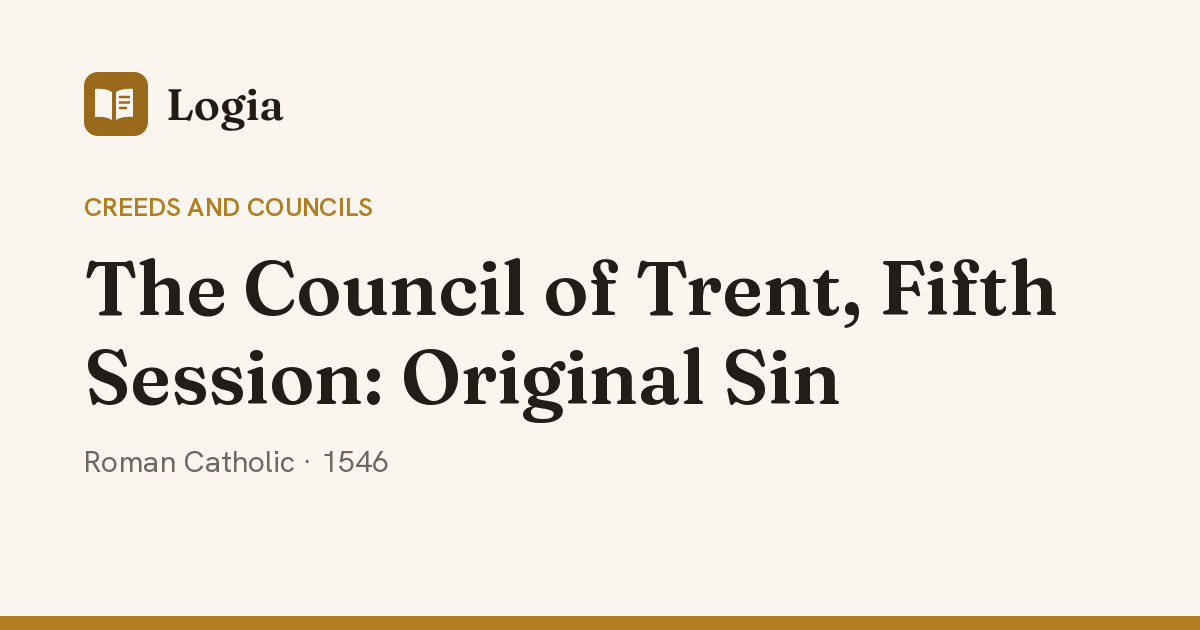 Logia
CREEDS AND COUNCILS
The Council of Trent, Fifth
Session: Original Sin
Roman Catholic · 1546